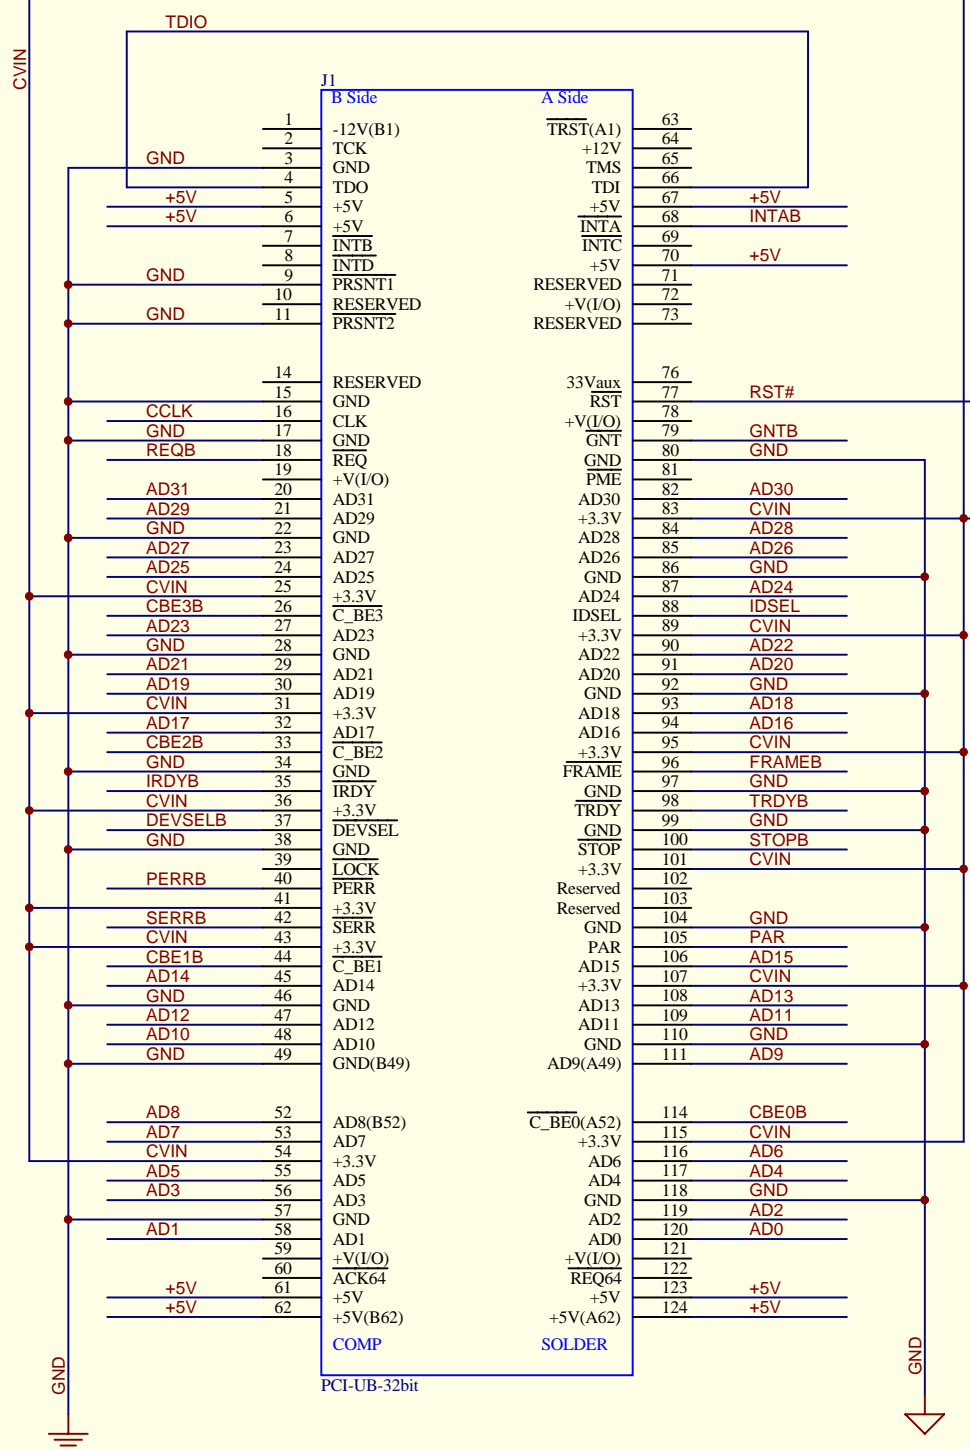 TDIO
CVIN
J1
B Side A Side
1 -12V(B1) TRST(A1) 63
2 TCK +12V 64
GND 3 GND TMS 65
4 TDO TDI 66
+5V 5 +5V +5V 67 +5V
+5V 6 +5V INTA 68 INTAB
7 INTB INTC 69
8 INTD +5V 70 +5V
GND 9 PRSNT1 RESERVED 71
10 RESERVED +V(I/O) 72
GND 11 PRSNT2 RESERVED 73
14 RESERVED 33Vaux 76
15 GND RST 77 RST#
CCLK 16 CLK +V(I/O) 78
GND 17 GND GNT 79 GNTB
REQB 18 REQ GND 80 GND
19 +V(I/O) PME 81
AD31 20 AD31 AD30 82 AD30
AD29 21 AD29 +3.3V 83 CVIN
GND 22 GND AD28 84 AD28
AD27 23 AD27 AD26 85 AD26
AD25 24 AD25 GND 86 GND
CVIN 25 +3.3V AD24 87 AD24
CBE3B 26 C_BE3 IDSEL 88 IDSEL
AD23 27 AD23 +3.3V 89 CVIN
GND 28 GND AD22 90 AD22
AD21 29 AD21 AD20 91 AD20
AD19 30 AD19 GND 92 GND
CVIN 31 +3.3V AD18 93 AD18
AD17 32 AD17 AD16 94 AD16
CBE2B 33 C_BE2 +3.3V 95 CVIN
GND 34 GND FRAME 96 FRAMEB
IRDYB 35 IRDY GND 97 GND
CVIN 36 +3.3V TRDY 98 TRDYB
DEVSELB 37 DEVSEL GND 99 GND
GND 38 GND STOP 100 STOPB
39 LOCK +3.3V 101 CVIN
PERRB 40 PERR Reserved 102
41 +3.3V Reserved 103
SERRB 42 SERR GND 104 GND
CVIN 43 +3.3V PAR 105 PAR
CBE1B 44 C_BE1 AD15 106 AD15
AD14 45 AD14 +3.3V 107 CVIN
GND 46 GND AD13 108 AD13
AD12 47 AD12 AD11 109 AD11
AD10 48 AD10 GND 110 GND
GND 49 GND(B49) AD9(A49) 111 AD9
AD8 52 AD8(B52) C_BE0(A52) 114 CBE0B
AD7 53 AD7 +3.3V 115 CVIN
CVIN 54 +3.3V AD6 116 AD6
AD5 55 AD5 AD4 117 AD4
AD3 56 AD3 GND 118 GND
57 GND AD2 119 AD2
AD1 58 AD1 AD0 120 AD0
59 +V(I/O) +V(I/O) 121
60 ACK64 REQ64 122
+5V 61 +5V +5V 123 +5V
+5V 62 +5V(B62) +5V(A62) 124 +5V
COMP SOLDER
GND GND
PCI-UB-32bit